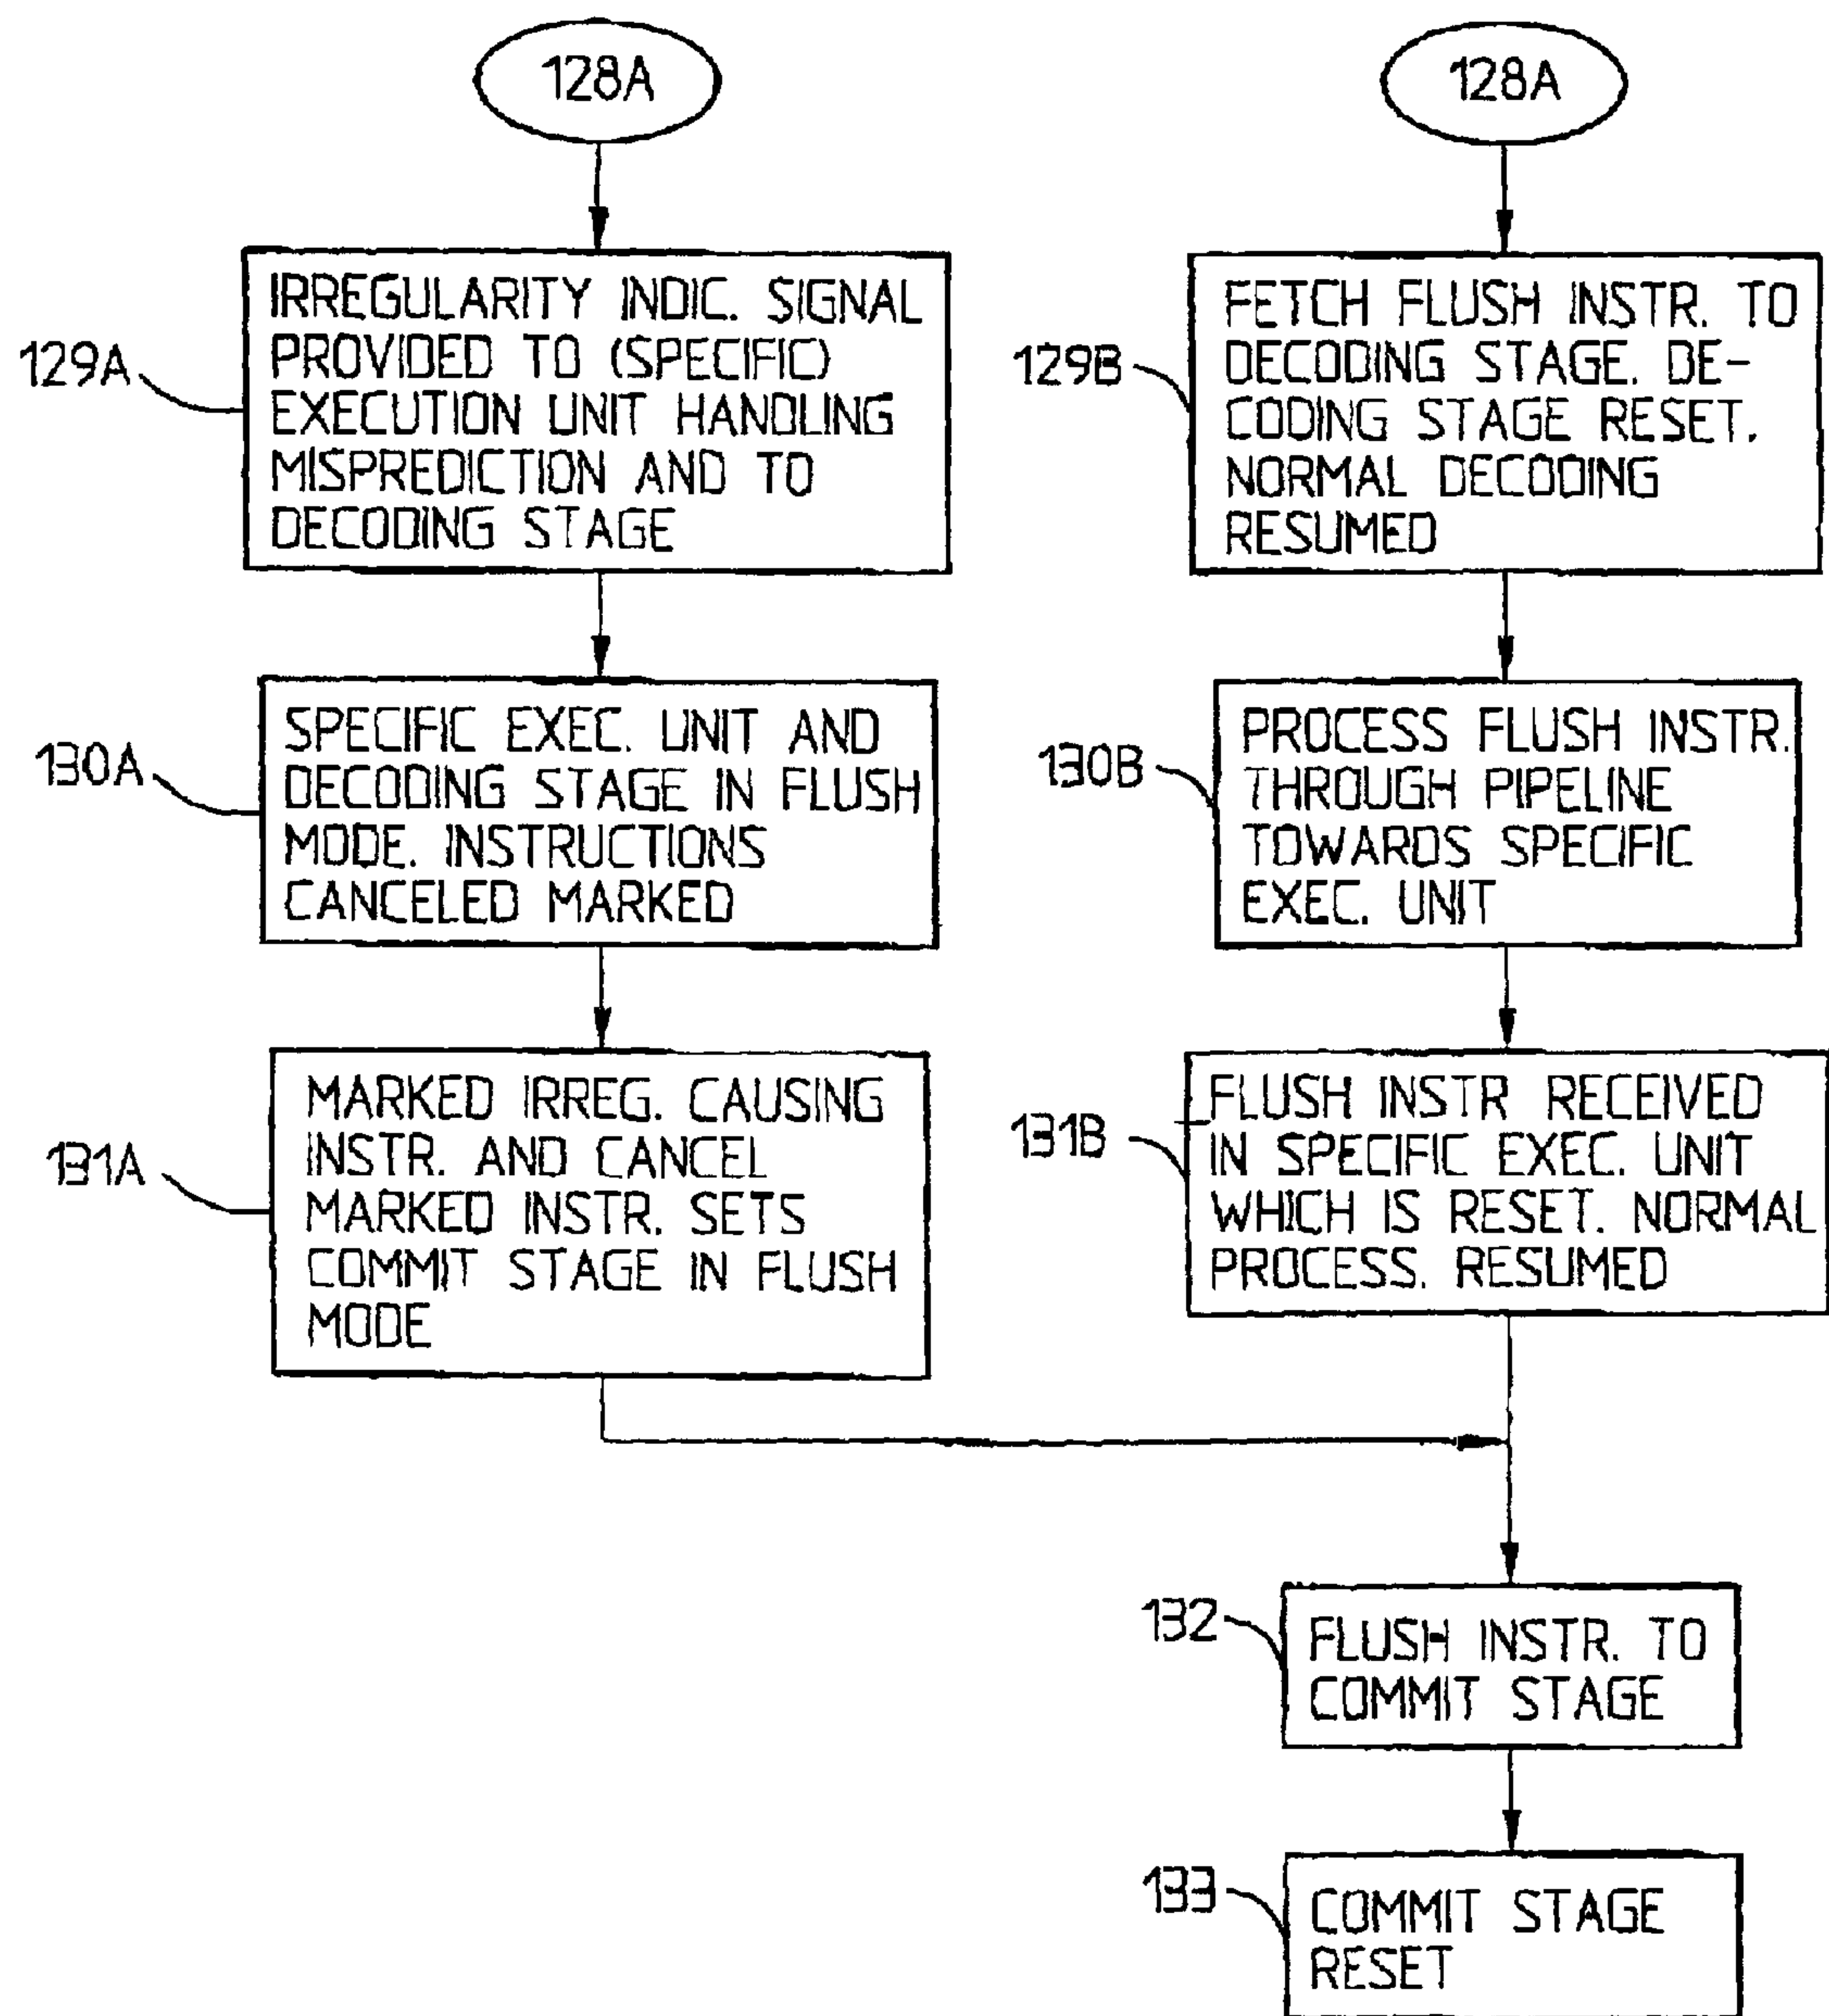 128A
129A
IRREGULARITY INDIC. SIGNAL
PROVIDED TO (SPECIFIC)
EXECUTION UNIT HANDLING
MISPREDICTION AND TO
DECODING STAGE
130A
SPECIFIC EXEC. UNIT AND
DECODING STAGE IN FLUSH
MODE. INSTRUCTIONS
CANCELED MARKED
131A
MARKED IRREG. CAUSING
INSTR. AND CANCEL
MARKED INSTR. SETS
COMMIT STAGE IN FLUSH
MODE
128A
129B
FETCH FLUSH INSTR. TO
DECODING STAGE. DE-
CODING STAGE RESET.
NORMAL DECODING
RESUMED
130B
PROCESS FLUSH INSTR.
THROUGH PIPELINE
TOWARDS SPECIFIC
EXEC. UNIT
131B
FLUSH INSTR RECEIVED
IN SPECIFIC EXEC. UNIT
WHICH IS RESET. NORMAL
PROCESS. RESUMED
132
FLUSH INSTR. TO
COMMIT STAGE
133
COMMIT STAGE
RESET